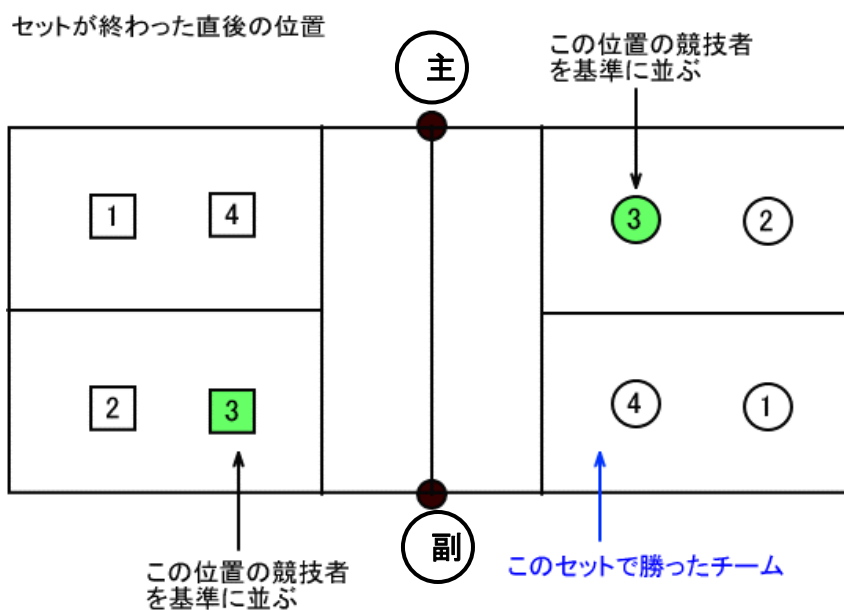 セットが終わった直後の位置
この位置の競技者
を基準に並ぶ
主
1
4
3
2
2
3
4
1
副
この位置の競技者
を基準に並ぶ
このセットで勝ったチーム